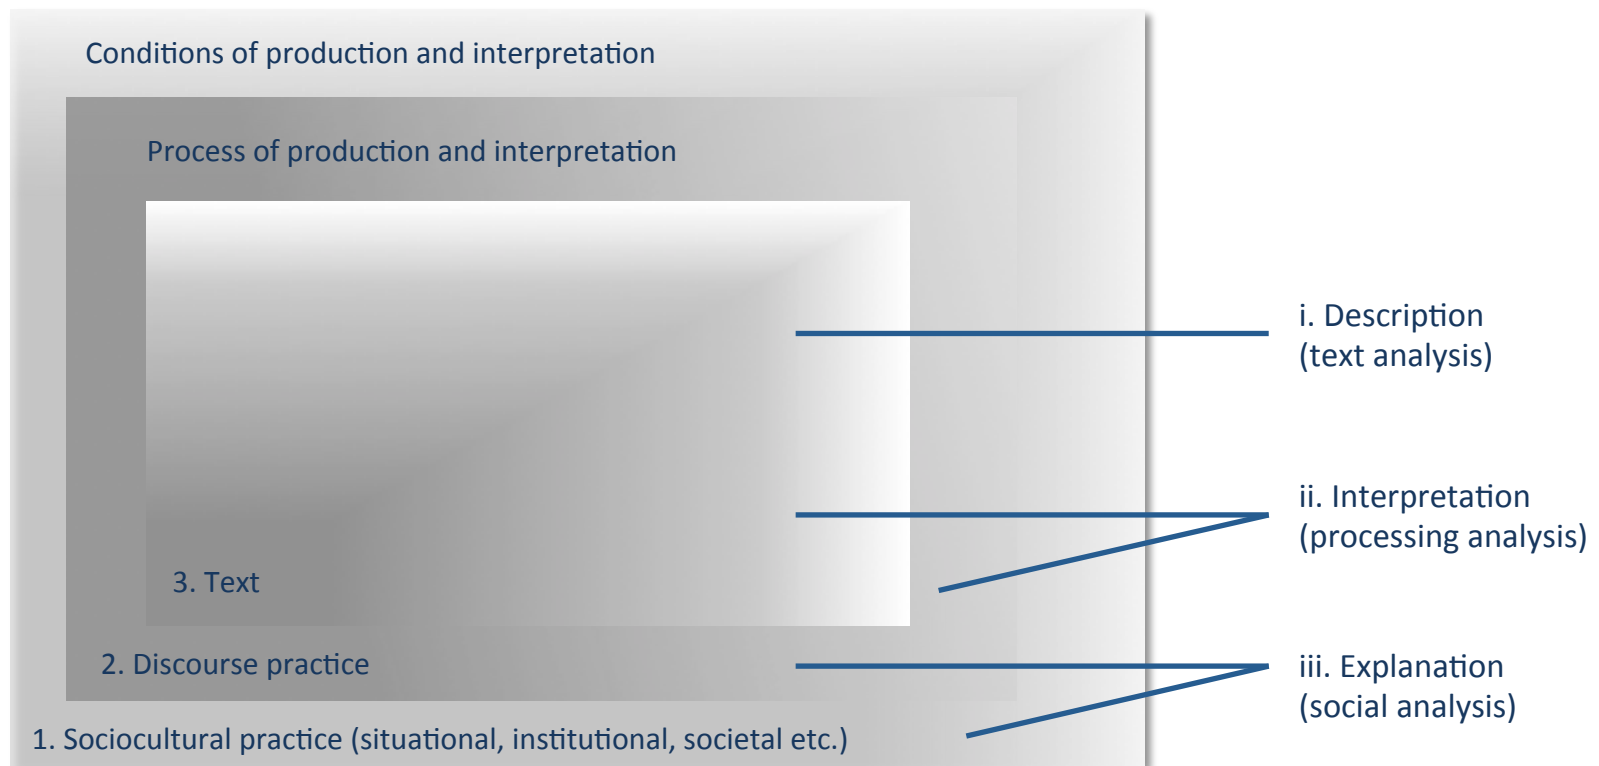 Conditions of production and interpretation
Process of production and interpretation
i. Description
(text analysis)
ii. Interpretation
(processing analysis)
3. Text
2. Discourse practice
iii. Explanation
(social analysis)
1. Sociocultural practice (situational, institutional, societal etc.)